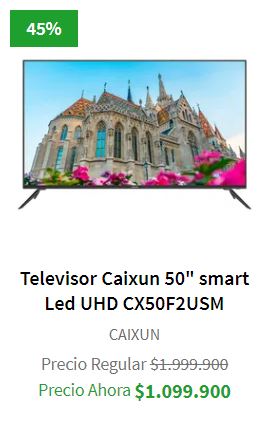 45%
Televisor Caixun 50" smart
Led UHD CX50F2USM
CAIXUN
Precio Regular $1.999.900
Precio Ahora $1.099.900